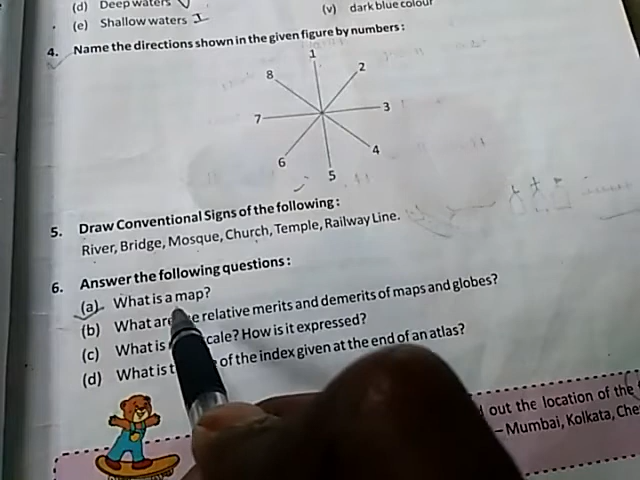 (d) Deep waters
(v) dark blue colour
(e) Shallow waters
4. Name the directions shown in the given figure by numbers:
1
2
8
3
7
4
6
5
5. Draw Conventional Signs of the following:
River, Bridge, Mosque, Church, Temple, Railway Line.
6. Answer the following questions:
(a) What is a map?
(b) What are relative merits and demerits of maps and globes?
(c) What is cale? How is it expressed?
(d) What is t of the index given at the end of an atlas?
out the location of the
– Mumbai, Kolkata, Che